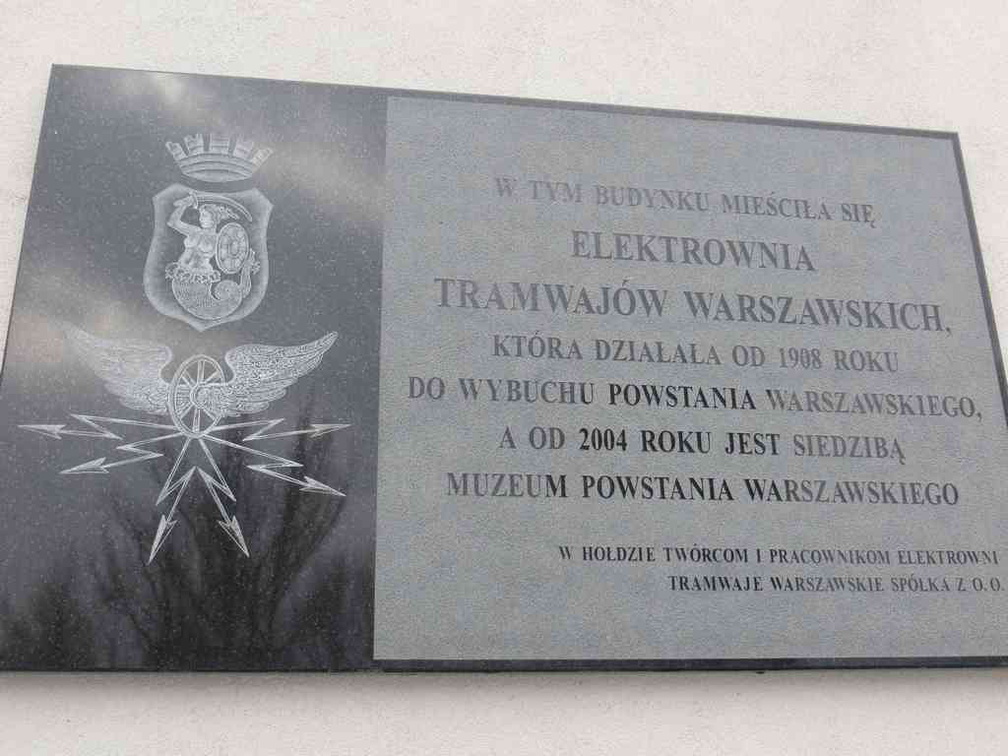 W TYM BUDYNKU MIEŚCIŁA SIĘ
ELEKTROWNIA
TRAMWAJÓW WARSZAWSKICH,
KTÓRA DZIAŁAŁA OD 1908 ROKU
DO WYBUCHU POWSTANIA WARSZAWSKIEGO,
A OD 2004 ROKU JEST SIEDZIBĄ
MUZEUM POWSTANIA WARSZAWSKIEGO
W HOŁDZIE TWÓRCOM I PRACOWNIKOM ELEKTROWNI
TRAMWAJE WARSZAWSKIE SPÓŁKA Z O. O.